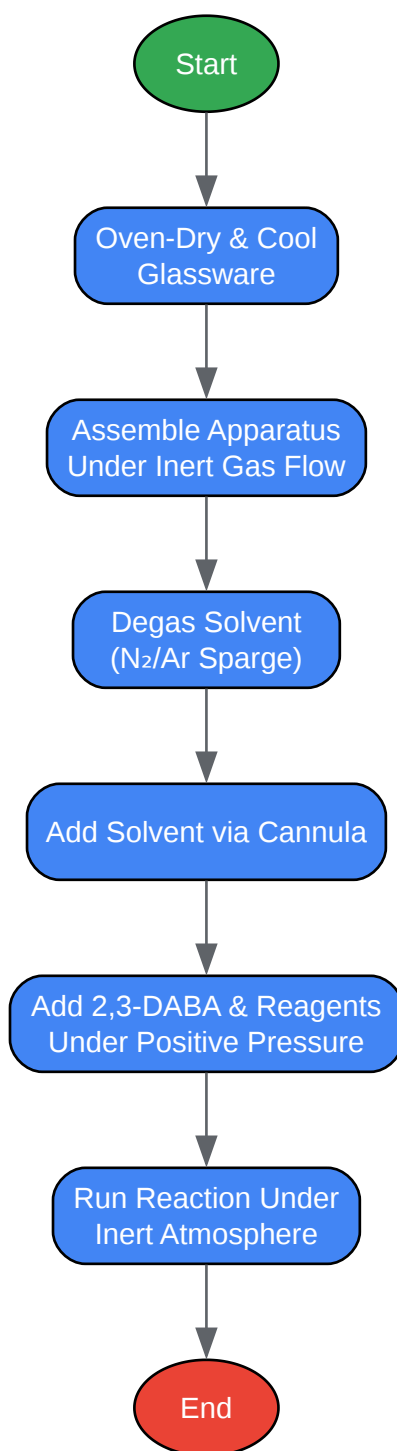 Start
Oven-Dry & Cool
Glassware
Assemble Apparatus
Under Inert Gas Flow
Degas Solvent
(N₂/Ar Sparge)
Add Solvent via Cannula
Add 2,3-DABA & Reagents
Under Positive Pressure
Run Reaction Under
Inert Atmosphere
End